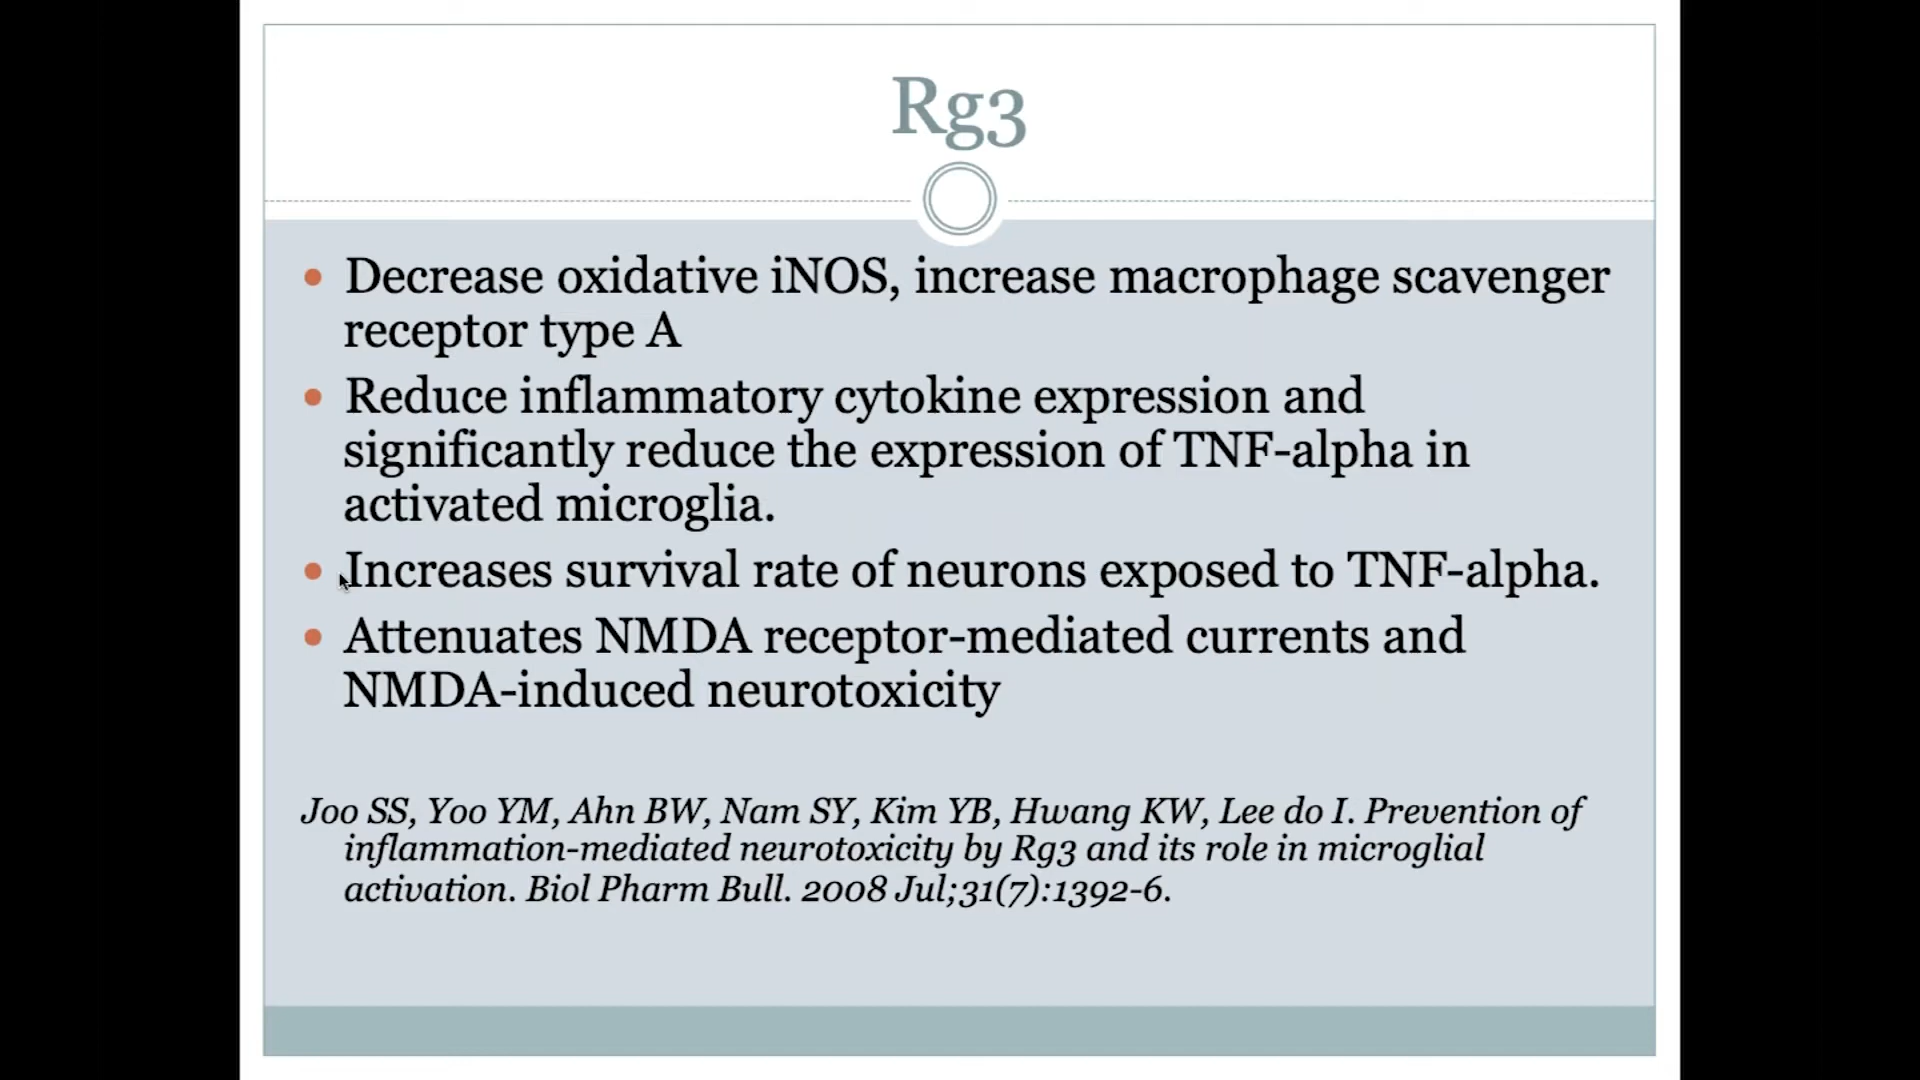 Rg3
• Decrease oxidative iNOS, increase macrophage scavenger
receptor type A
• Reduce inflammatory cytokine expression and
significantly reduce the expression of TNF-alpha in
activated microglia.
• Increases survival rate of neurons exposed to TNF-alpha.
• Attenuates NMDA receptor-mediated currents and
NMDA-induced neurotoxicity
Joo SS, Yoo YM, Ahn BW, Nam SY, Kim YB, Hwang KW, Lee do I. Prevention of
inflammation-mediated neurotoxicity by Rg3 and its role in microglial
activation. Biol Pharm Bull. 2008 Jul;31(7):1392-6.